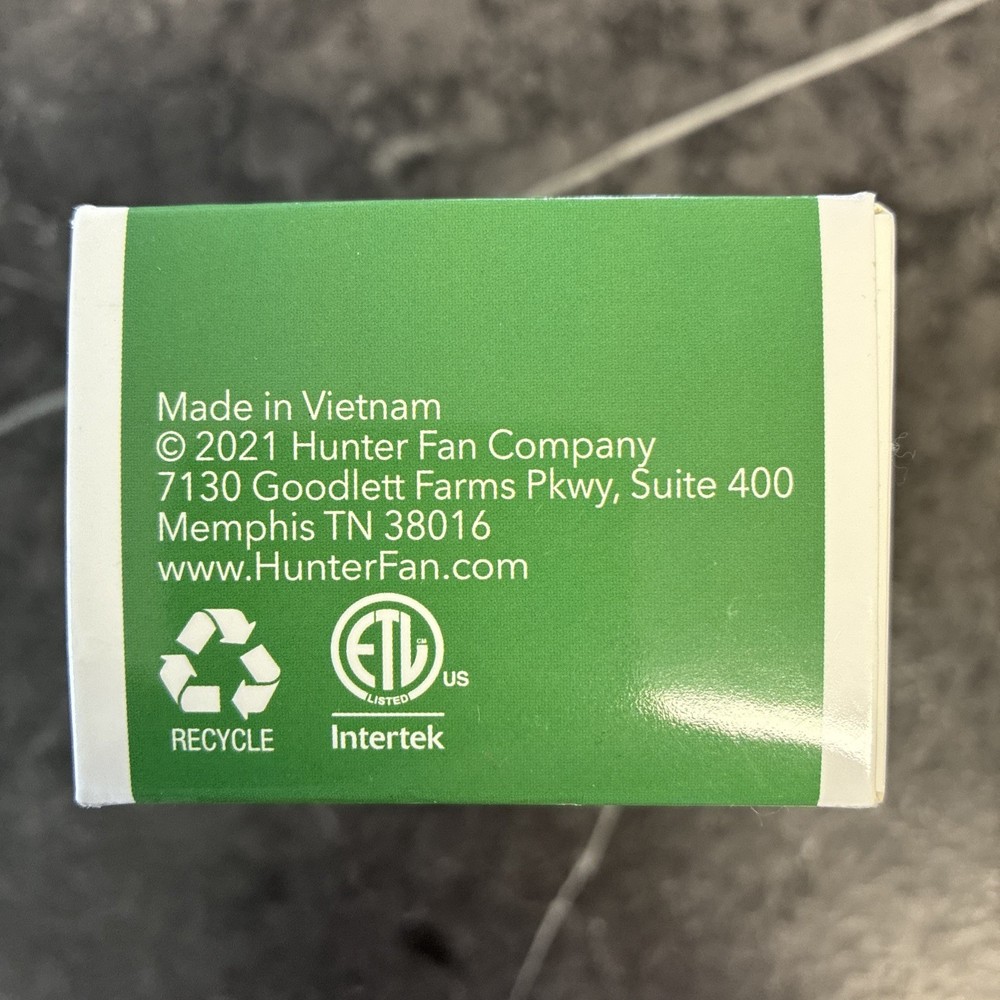 Made in Vietnam
© 2021 Hunter Fan Company
7130 Goodlett Farms Pkwy, Suite 400
Memphis TN 38016
www.HunterFan.com
ETL CM
LISTED
US
RECYCLE
Intertek